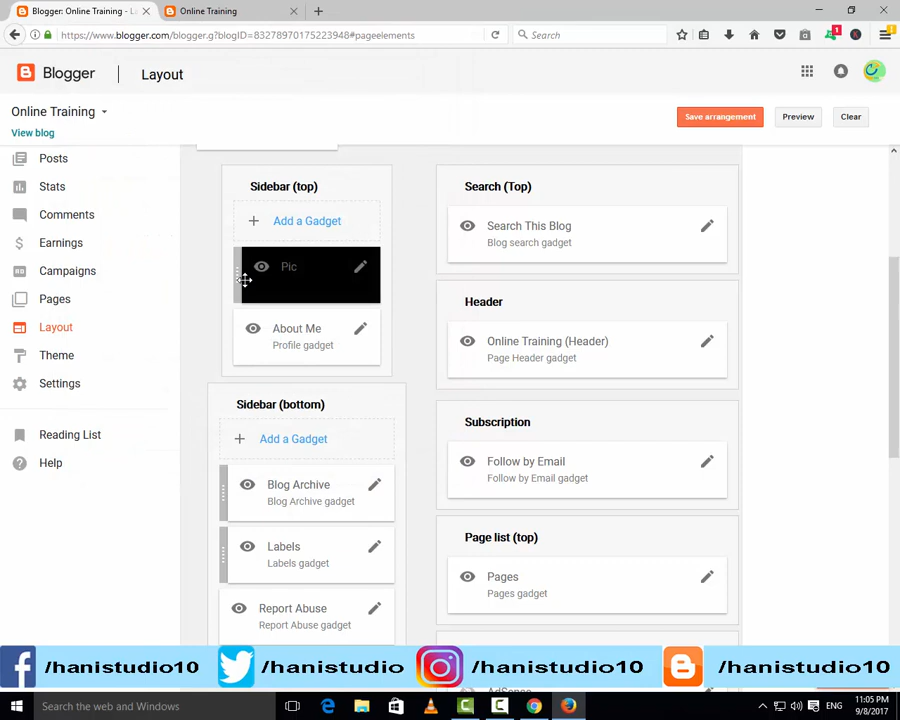 Blogger: Online Training - L
Online Training
https://www.blogger.com/blogger.g?blogID=83278970175223948#pageelements
Search
1
Blogger
Layout
Online Training
View blog
Save arrangement
Preview
Clear
Posts
Stats
Comments
Earnings
Campaigns
Pages
Layout
Theme
Settings
Reading List
Help
Sidebar (top)
Add a Gadget
Pic
About Me
Profile gadget
Sidebar (bottom)
Add a Gadget
Blog Archive
Blog Archive gadget
Labels
Labels gadget
Report Abuse
Report Abuse gadget
Search (Top)
Search This Blog
Blog search gadget
Header
Online Training (Header)
Page Header gadget
Subscription
Follow by Email
Follow by Email gadget
Page list (top)
Pages
Pages gadget
/hanistudio10
/hanistudio
/hanistudio10
/hanistudio10
AdSense
Search the web and Windows
ENG
11:05 PM
9/8/2017